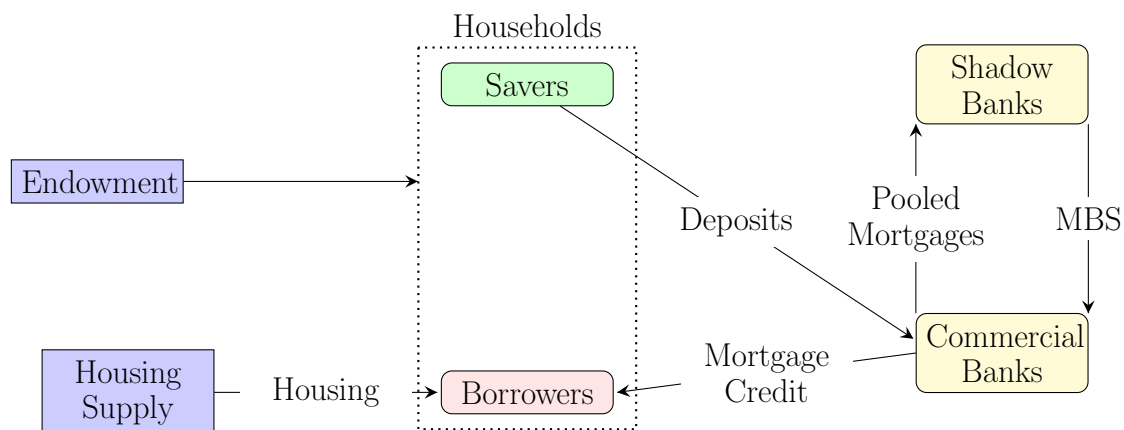 Households
Savers
Shadow
Banks
Endowment
Deposits
Pooled
Mortgages
MBS
Housing
Supply
Housing
Borrowers
Mortgage
Credit
Commercial
Banks